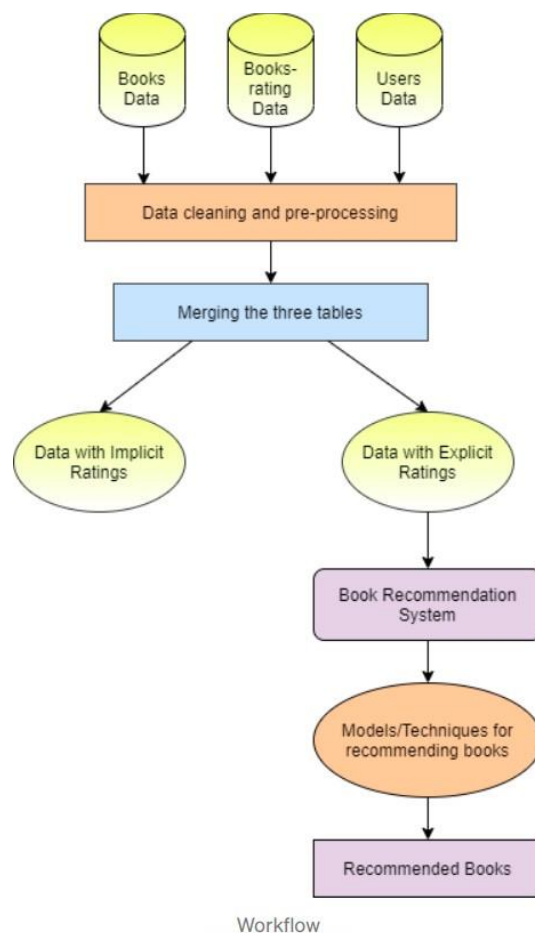 Books
Data
Books-
rating
Data
Users
Data
Data cleaning and pre-processing
Merging the three tables
Data with Implicit
Ratings
Data with Explicit
Ratings
Book Recommendation
System
Models/Techniques for
recommending books
Recommended Books
Workflow